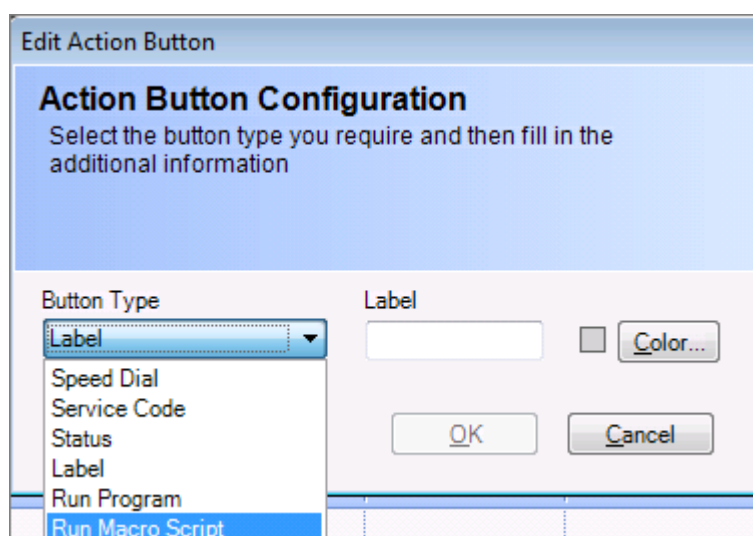 Edit Action Button
Action Button Configuration
Select the button type you require and then fill in the
additional information
Button Type
Label
Label
Color...
Speed Dial
Service Code
Status
OK
Cancel
Label
Run Program
Run Macro Script